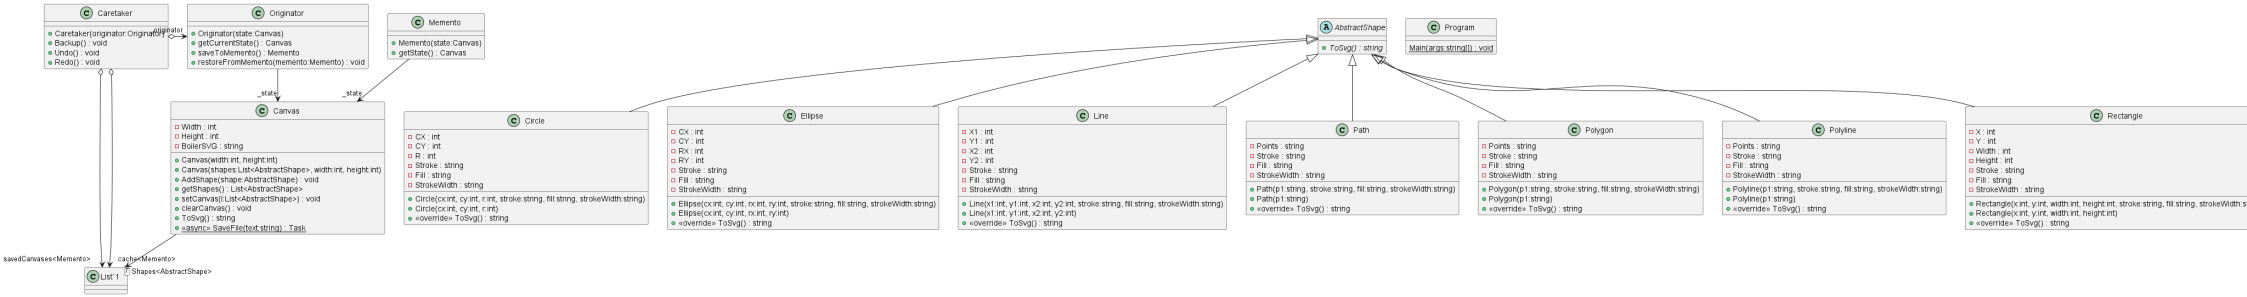 Caretaker
Caretaker(originator:Originator)
Backup() : void
Undo() : void
Redo() : void
originator
Originator
Originator(state:Canvas)
getCurrentState() : Canvas
saveToMemento() : Memento
restoreFromMemento(memento:Memento) : void
Memento
Memento(state:Canvas)
getState() : Canvas
AbstractShape
ToSvg() : string
Program
Main(args:string[]) : void
_state
_state
Canvas
Width : int
Height : int
BoilerSVG : string
Canvas(width:int, height:int)
Canvas(shapes:List<AbstractShape>, width:int, height:int)
AddShape(shape:AbstractShape) : void
getShapes() : List<AbstractShape>
setCanvas(l:List<AbstractShape>) : void
clearCanvas() : void
ToSvg() : string
«async» SaveFile(text:string) : Task
Circle
CX : int
CY : int
R : int
Stroke : string
Fill : string
StrokeWidth : string
Circle(cx:int, cy:int, r:int, stroke:string, fill:string, strokeWidth:string)
Circle(cx:int, cy:int, r:int)
«override» ToSvg() : string
Ellipse
CX : int
CY : int
RX : int
RY : int
Stroke : string
Fill : string
StrokeWidth : string
Ellipse(cx:int, cy:int, rx:int, ry:int, stroke:string, fill:string, strokeWidth:string)
Ellipse(cx:int, cy:int, rx:int, ry:int)
«override» ToSvg() : string
Line
X1 : int
Y1 : int
X2 : int
Y2 : int
Stroke : string
Fill : string
StrokeWidth : string
Line(x1:int, y1:int, x2:int, y2:int, stroke:string, fill:string, strokeWidth:string)
Line(x1:int, y1:int, x2:int, y2:int)
«override» ToSvg() : string
Path
Points : string
Stroke : string
Fill : string
StrokeWidth : string
Path(p1:string, stroke:string, fill:string, strokeWidth:string)
Path(p1:string)
«override» ToSvg() : string
Polygon
Points : string
Stroke : string
Fill : string
StrokeWidth : string
Polygon(p1:string, stroke:string, fill:string, strokeWidth:string)
Polygon(p1:string)
«override» ToSvg() : string
Polyline
Points : string
Stroke : string
Fill : string
StrokeWidth : string
Polyline(p1:string, stroke:string, fill:string, strokeWidth:string)
Polyline(p1:string)
«override» ToSvg() : string
Rectangle
X : int
Y : int
Width : int
Height : int
Stroke : string
Fill : string
StrokeWidth : string
Rectangle(x:int, y:int, width:int, height:int, stroke:string, fill:string, strokeWidth:s
Rectangle(x:int, y:int, width:int, height:int)
«override» ToSvg() : string
savedCanvases<Memento>
cache<Memento>
Shapes<AbstractShape>
List`1
T